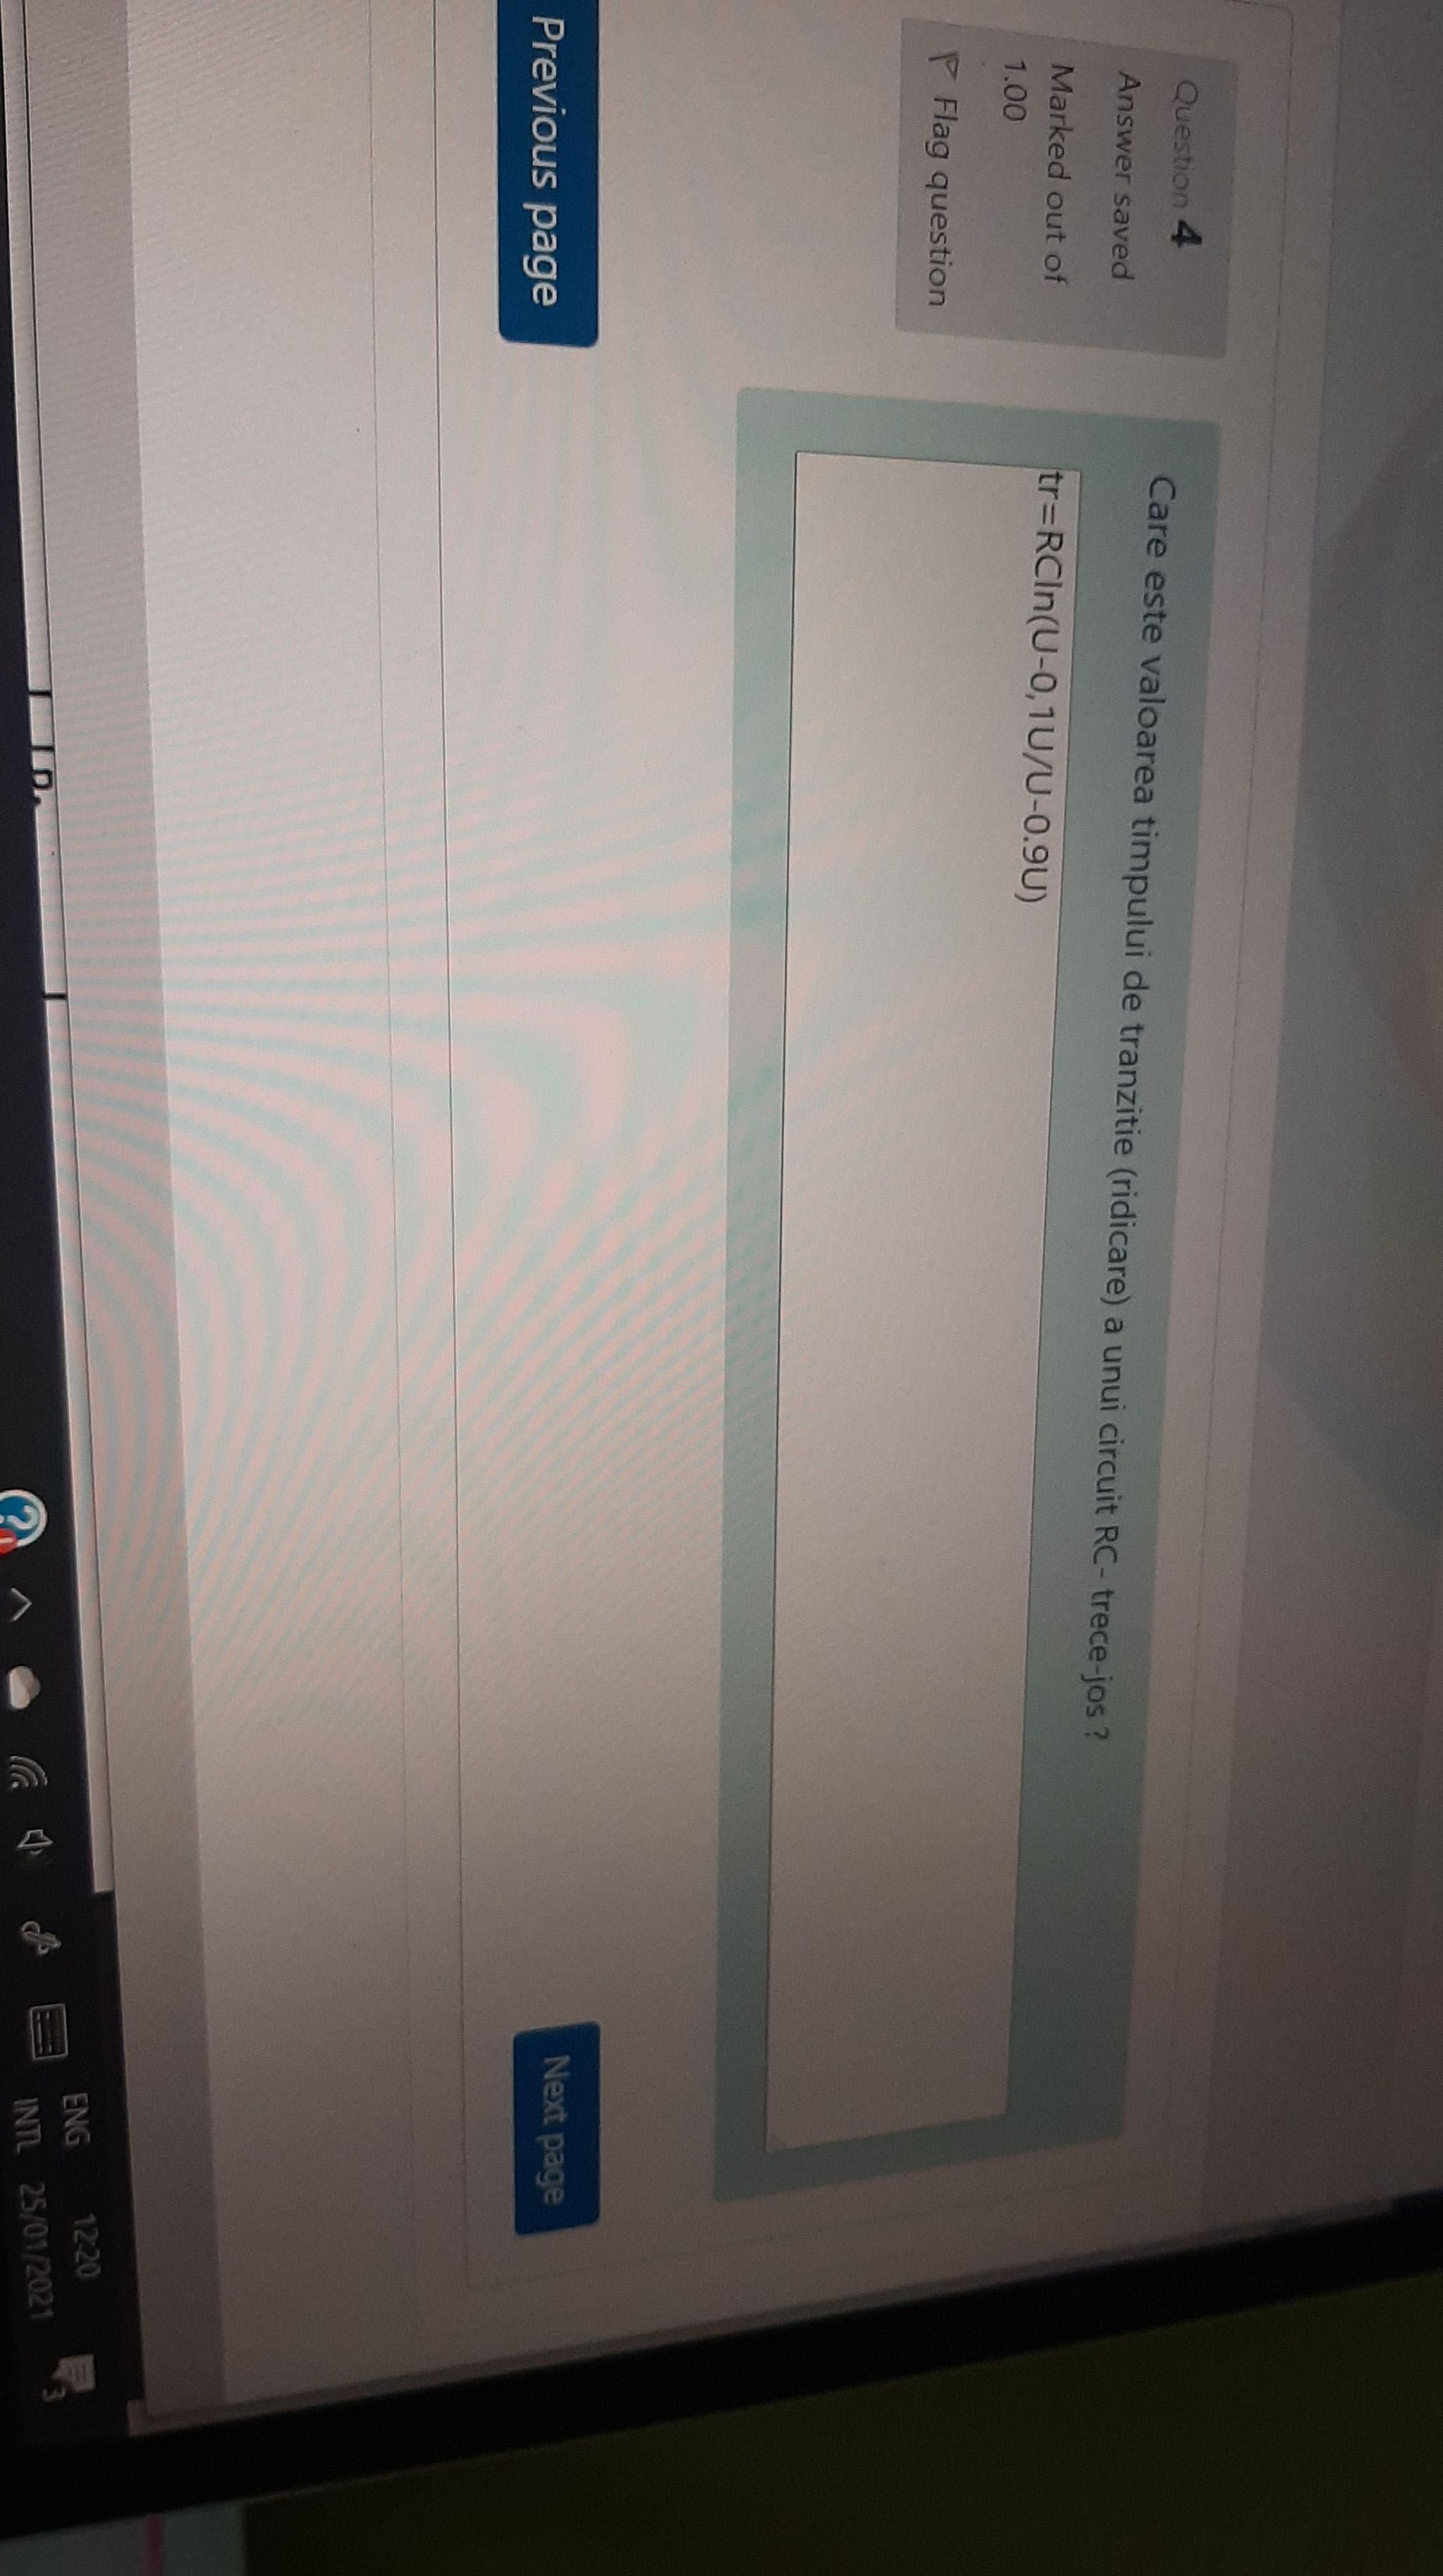 Question 4
Answer saved
Marked out of
1.00
Flag question
Care este valoarea timpului de tranzitie (ridicare) a unui circuit RC- trece-jos ?
tr=RCln(U-0,1U/U-0.9U)
Previous page
Next page
ENG
INTL
12:20
25/01/2021
3